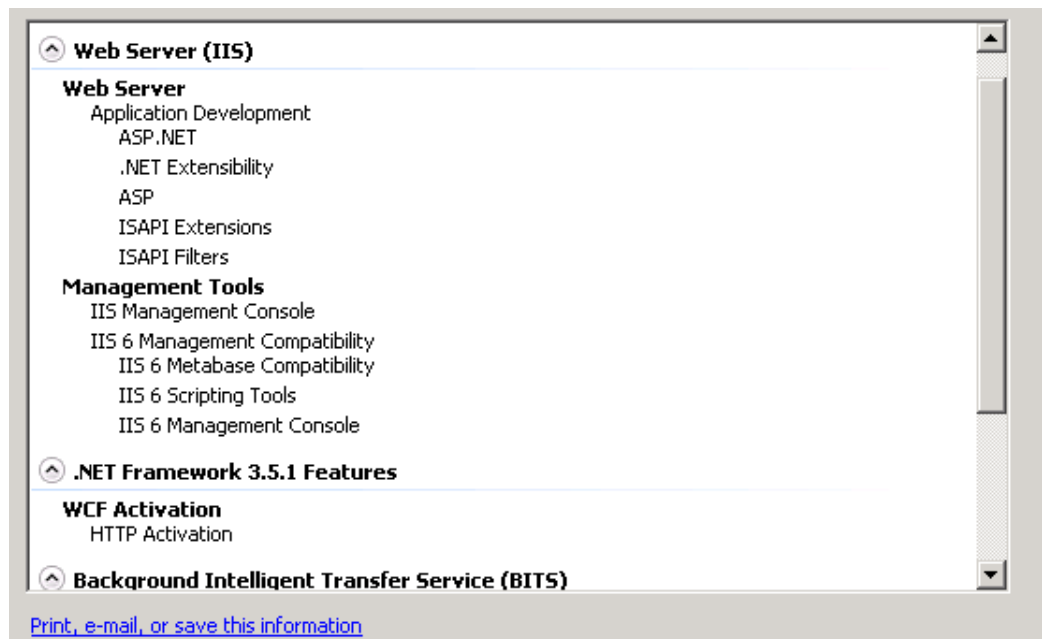 Web Server (IIS)
Web Server
Application Development
ASP.NET
.NET Extensibility
ASP
ISAPI Extensions
ISAPI Filters
Management Tools
IIS Management Console
IIS 6 Management Compatibility
IIS 6 Metabase Compatibility
IIS 6 Scripting Tools
IIS 6 Management Console
.NET Framework 3.5.1 Features
WCF Activation
HTTP Activation
Background Intelligent Transfer Service (BITS)
Print, e-mail, or save this information